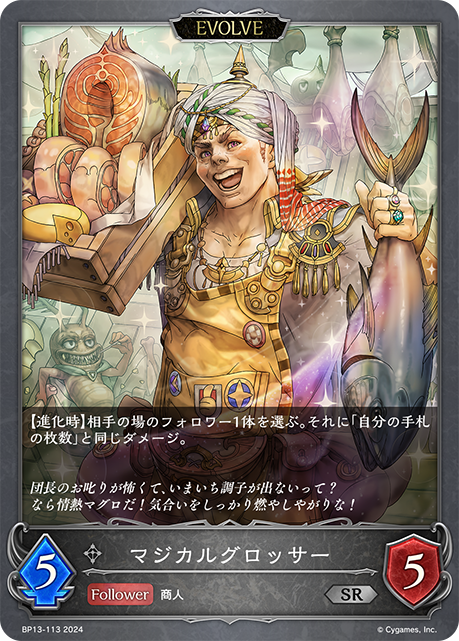 EVOLVE
【進化時】相手の場のフォロワー1体を選ぶ。それに「自分の手札
の枚数」と同じダメージ。
団長のお叱りが怖くて、いまいち調子が出ないって？
なら情熱マグロだ！気合いをしっかり燃やしやがりな！
5
マジカルグロッサー
5
Follower 商人
SR
BP13-113 2024
© Cygames, Inc.